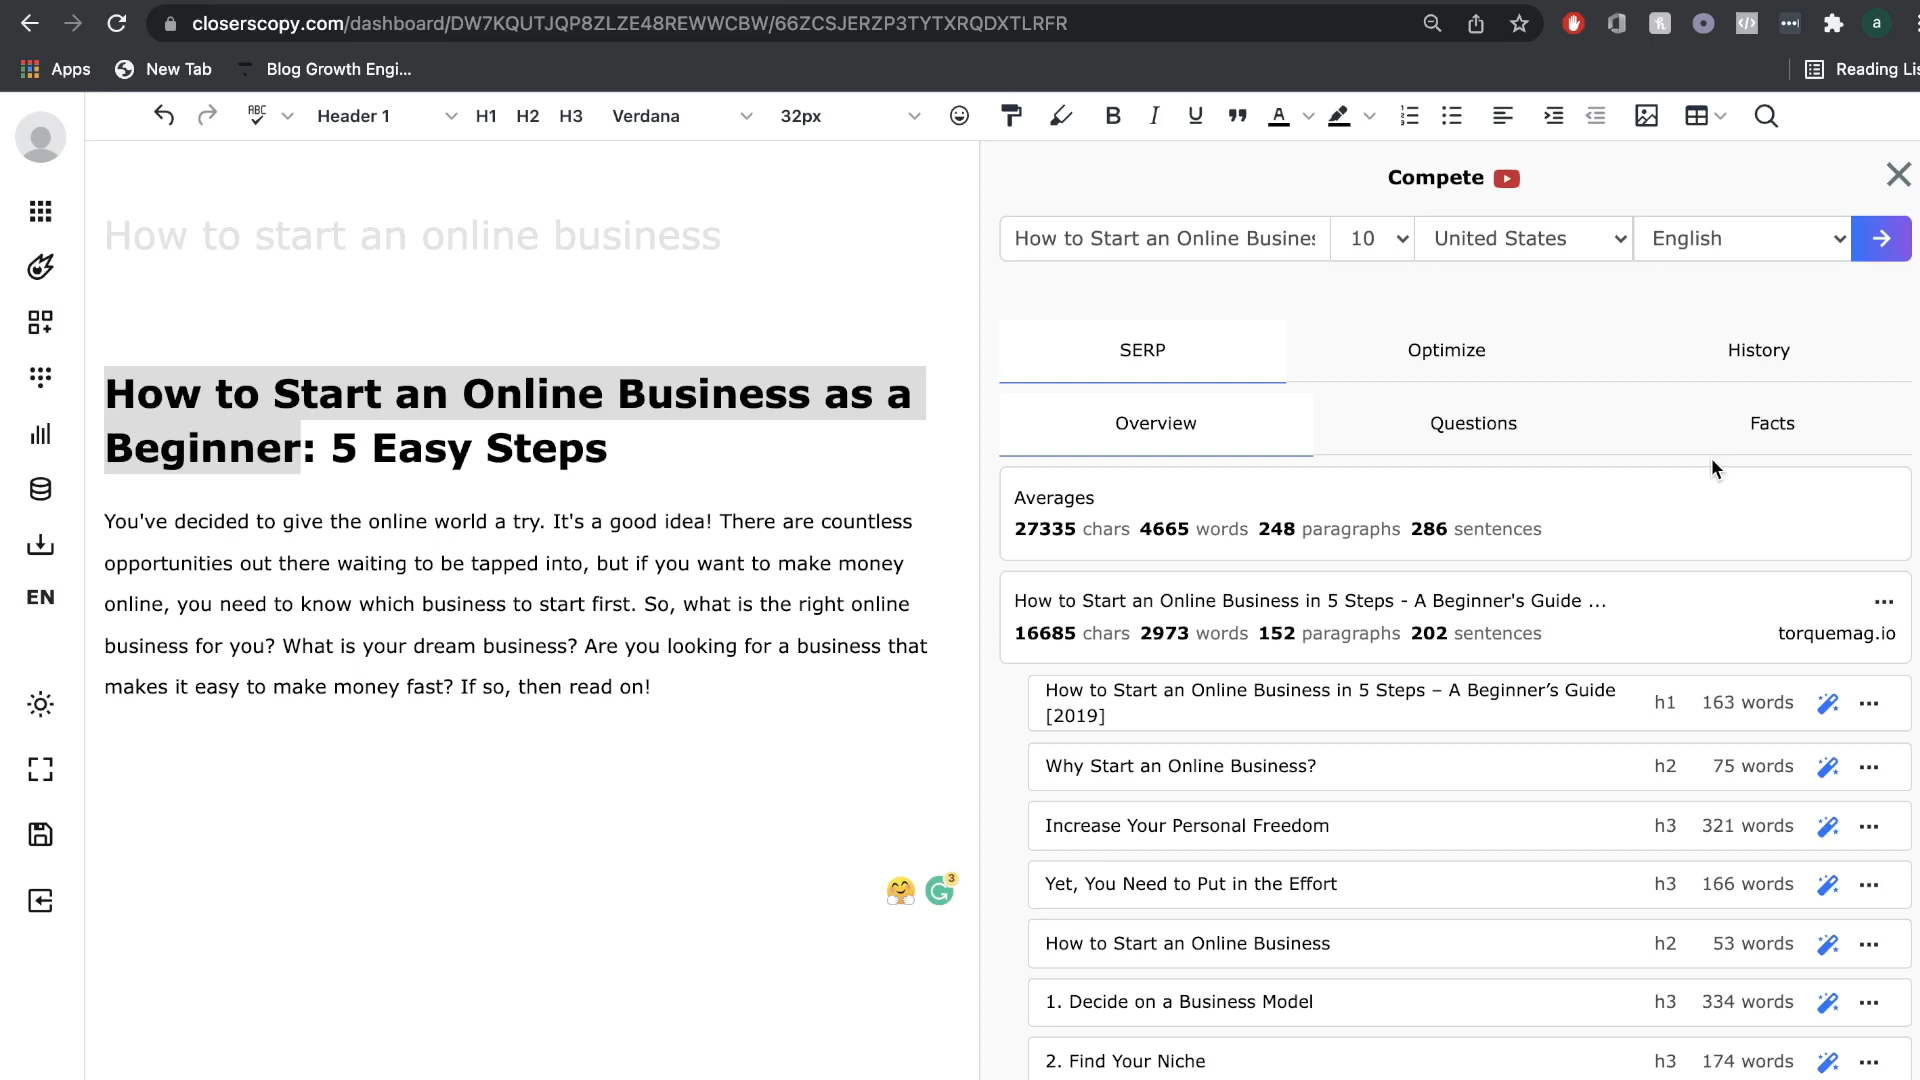 closerscopy.com/dashboard/DW7KQUTJQP8ZLZE48REWWCBW/66ZCSJERZP3TYTXRQDXTLRFR
a
Apps
New Tab
Blog Growth Engi...
Reading Lis
ABC
Header 1
H1
H2
H3
Verdana
32px
B
I
U
A
How to start an online business
How to Start an Online Business as a
Beginner: 5 Easy Steps
You've decided to give the online world a try. It's a good idea! There are countless
opportunities out there waiting to be tapped into, but if you want to make money
online, you need to know which business to start first. So, what is the right online
business for you? What is your dream business? Are you looking for a business that
makes it easy to make money fast? If so, then read on!
EN
G 3
Compete
How to Start an Online Busines
10
United States
English
SERP
Optimize
History
Overview
Questions
Facts
Averages
27335 chars 4665 words 248 paragraphs 286 sentences
How to Start an Online Business in 5 Steps - A Beginner's Guide ...
16685 chars 2973 words 152 paragraphs 202 sentences
torquemag.io
How to Start an Online Business in 5 Steps – A Beginner’s Guide
[2019]
h1 163 words
Why Start an Online Business?
h2 75 words
Increase Your Personal Freedom
h3 321 words
Yet, You Need to Put in the Effort
h3 166 words
How to Start an Online Business
h2 53 words
1. Decide on a Business Model
h3 334 words
2. Find Your Niche
h3 174 words